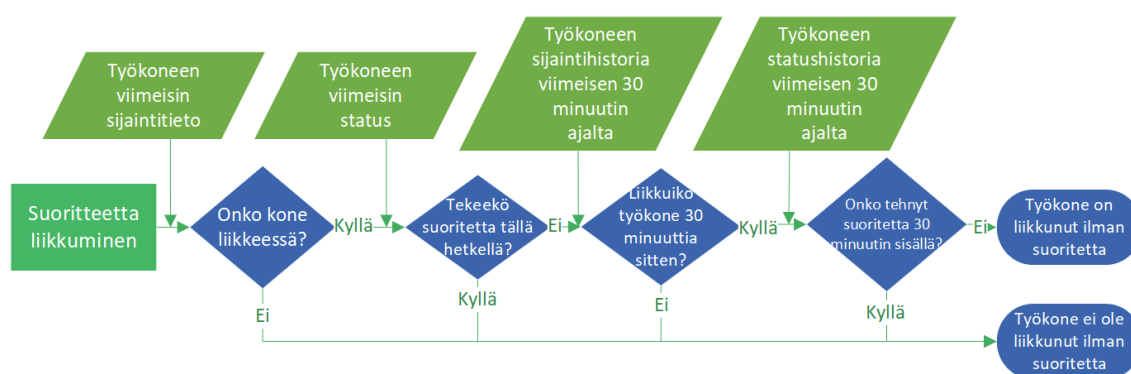 Työkoneen
viimeisin
sijaintitieto
Työkoneen
viimeisin
status
Työkoneen
sijaintihistoria
viimeisen 30
minuutin
ajalta
Työkoneen
statushistoria
viimeisen 30
minuutin
ajalta
Suoritteetta
liikkuminen
Onko kone
liikkeessä?
Kyllä
Tekeekö
suoritetta tällä
hetkellä?
Ei
Liikkuiko
työkone 30
minuuttia
sitten?
Kyllä
Onko tehnyt
suoritetta 30
minuutin sisällä?
Ei
Työkone on
liikkunut ilman
suoritetta
Ei
Kyllä
Ei
Kyllä
Työkone ei ole
liikkunut ilman
suoritetta